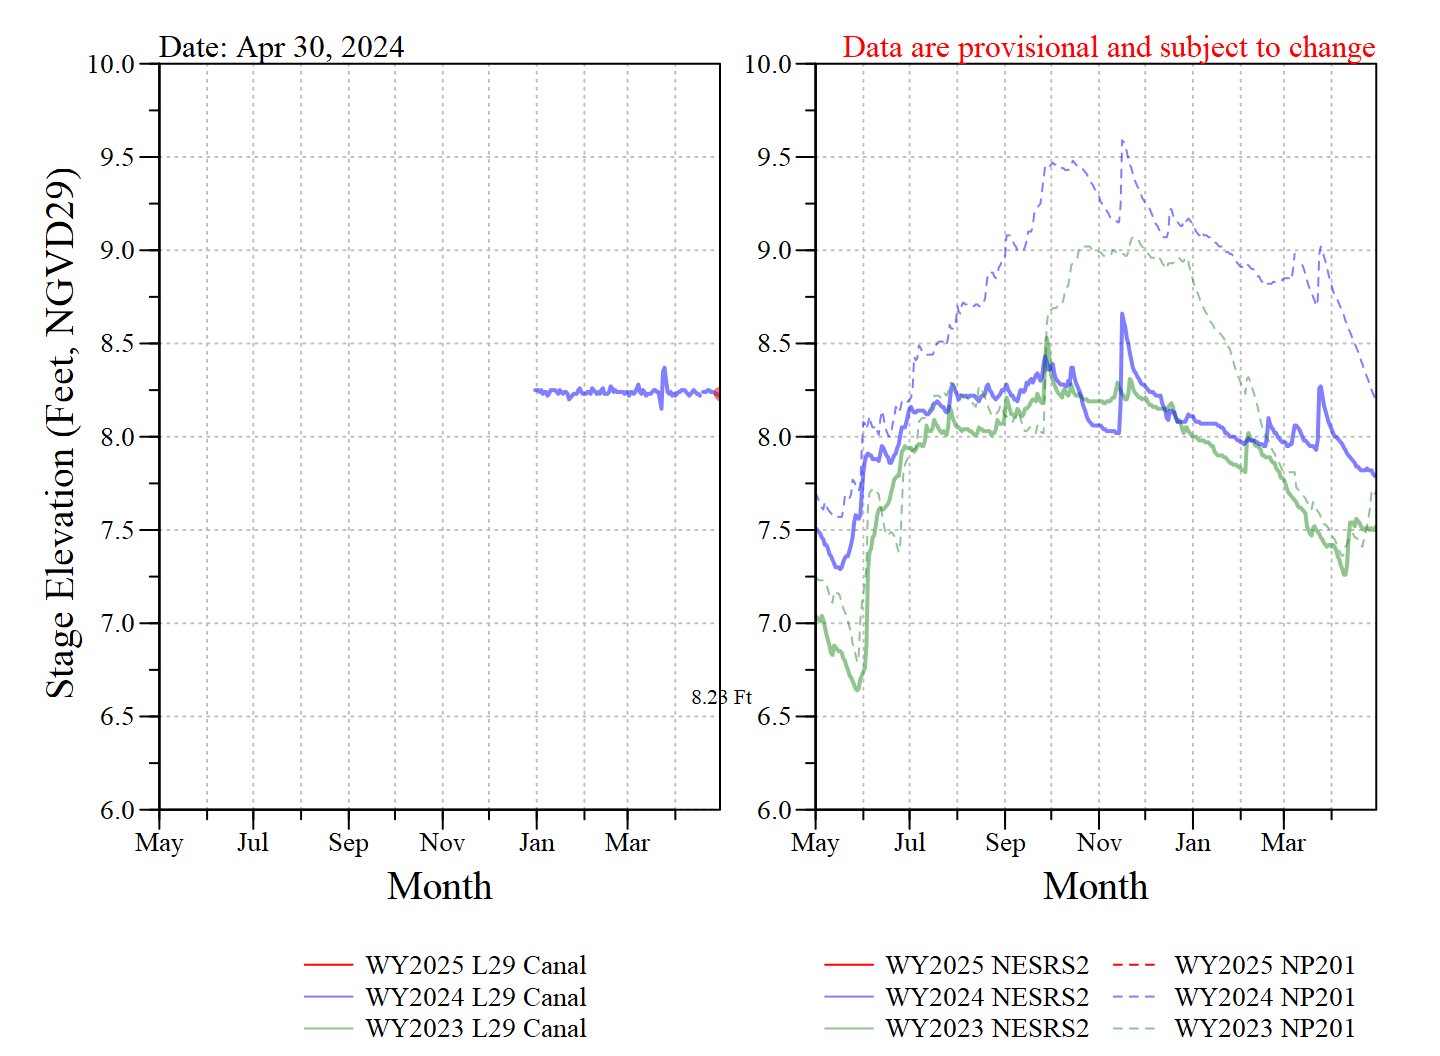 Date: Apr 30, 2024
Data are provisional and subject to change
Stage Elevation (Feet, NGVD29)
10.0
9.5
9.0
8.5
8.0
7.5
7.0
6.5
6.0
8.23 Ft
May Jul Sep Nov Jan Mar
Month
10.0
9.5
9.0
8.5
8.0
7.5
7.0
6.5
6.0
May Jul Sep Nov Jan Mar
Month
WY2025 L29 Canal
WY2024 L29 Canal
WY2023 L29 Canal
WY2025 NESRS2 WY2025 NP201
WY2024 NESRS2 WY2024 NP201
WY2023 NESRS2 WY2023 NP201